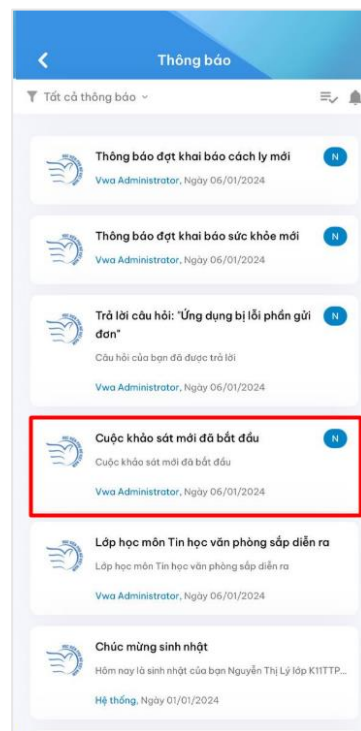 Thông báo
Tất cả thông báo
Thông báo đợt khai báo cách ly mới
N
Vwa Administrator, Ngày 06/01/2024
Thông báo đợt khai báo sức khỏe mới
N
Vwa Administrator, Ngày 06/01/2024
Trả lời câu hỏi: "Ứng dụng bị lỗi phần gửi
đơn"
N
Câu hỏi của bạn đã được trả lời
Vwa Administrator, Ngày 06/01/2024
Cuộc khảo sát mới đã bắt đầu
N
Cuộc khảo sát mới đã bắt đầu
Vwa Administrator, Ngày 06/01/2024
Lớp học môn Tin học văn phòng sắp diễn ra
Lớp học môn Tin học văn phòng sắp diễn ra
Vwa Administrator, Ngày 06/01/2024
Chúc mừng sinh nhật
Hôm nay là sinh nhật của bạn Nguyễn Thị Lý lớp K11TTP...
Hệ thống, Ngày 01/01/2024